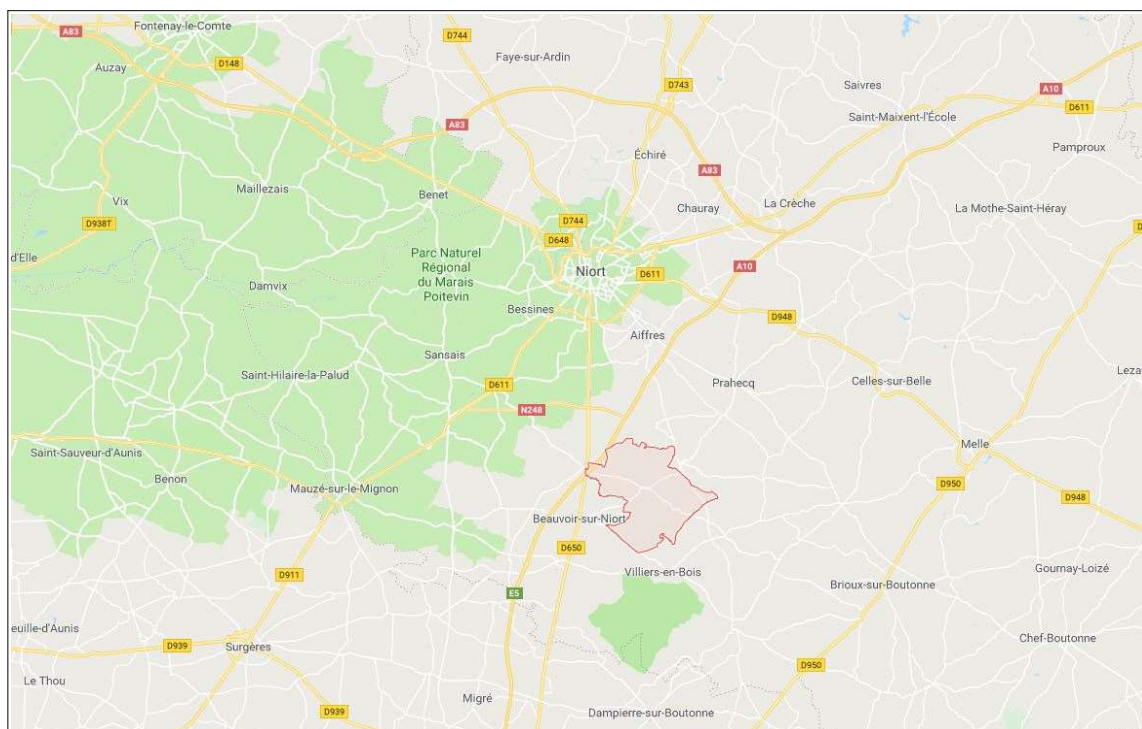 Fontenay-le-Comte
A83
D744
Faye-sur-Ardin
Auzay
D148
D743
Saivres
A10
D611
Saint-Maixent-l'École
A83
Pamproux
Échiré
A83
Maillezais
Benet
Vix
La Crèche
Chauray
La Mothe-Saint-Héray
D938T
D744
D648
d'Elle
Parc Naturel
Régional
du Marais
Poitevin
Niort
D611
A10
Damvix
Bessines
D948
Aiffres
Sansais
Saint-Hilaire-la-Palud
D611
Prahecq
Celles-sur-Belle
N248
Saint-Sauveur-d'Aunis
Melle
Benon
Mauzé-sur-le-Mignon
D950
D948
Beauvoir-sur-Niort
D650
D911
Villiers-en-Bois
Gournay-Loizé
E5
Brioux-sur-Boutonne
euille-d'Aunis
D939
Surgères
Chef-Boutonne
D950
Le Thou
Migré
D939
Dampierre-sur-Boutonne